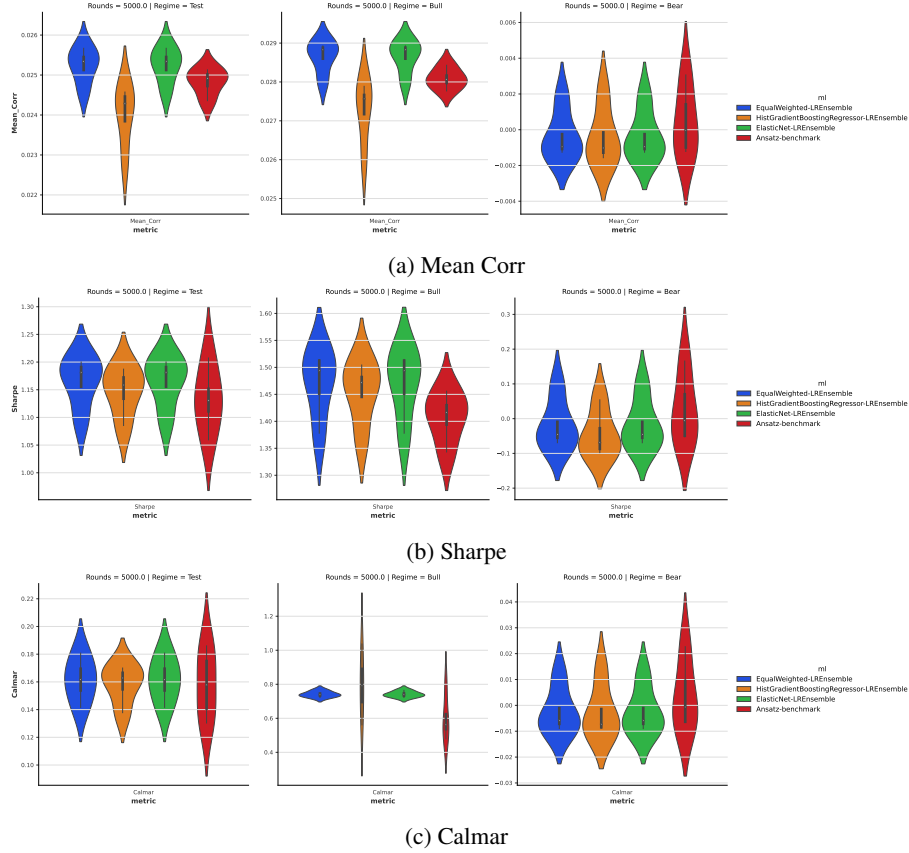 Rounds = 5000.0 | Regime = Test
Rounds = 5000.0 | Regime = Bull
Rounds = 5000.0 | Regime = Bear
Mean_Corr
0.026
0.025
0.024
0.023
0.022
0.029
0.028
0.027
0.026
0.025
0.006
0.004
0.002
0.000
−0.002
−0.004
ml
EqualWeighted-LREnsemble
HistGradientBoostingRegressor-LREnsemble
ElasticNet-LREnsemble
Ansatz-benchmark
Mean_Corr
Mean_Corr
Mean_Corr
metric
metric
metric
(a) Mean Corr
Rounds = 5000.0 | Regime = Test
Rounds = 5000.0 | Regime = Bull
Rounds = 5000.0 | Regime = Bear
Sharpe
1.30
1.25
1.20
1.15
1.10
1.05
1.00
1.60
1.55
1.50
1.45
1.40
1.35
1.30
0.3
0.2
0.1
−0.0
−0.1
−0.2
ml
EqualWeighted-LREnsemble
HistGradientBoostingRegressor-LREnsemble
ElasticNet-LREnsemble
Ansatz-benchmark
Sharpe
Sharpe
Sharpe
metric
metric
metric
(b) Sharpe
Rounds = 5000.0 | Regime = Test
Rounds = 5000.0 | Regime = Bull
Rounds = 5000.0 | Regime = Bear
Calmar
0.22
0.20
0.18
0.16
0.14
0.12
0.10
1.2
1.0
0.8
0.6
0.4
0.04
0.03
0.02
0.01
0.00
−0.01
−0.02
−0.03
ml
EqualWeighted-LREnsemble
HistGradientBoostingRegressor-LREnsemble
ElasticNet-LREnsemble
Ansatz-benchmark
Calmar
Calmar
Calmar
metric
metric
metric
(c) Calmar